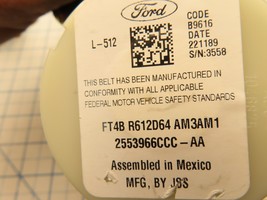 Ford
CODE
B9616
L-512
DATE
221189
S/N:3558
THIS BELT HAS BEEN MANUFACTURED
IN CONFORMITY WITH ALL APPLICABLE
FEDERAL MOTOR VEHICLE SAFETY STANDARDS
FT4B R612D64 AM3AM1
2553966CCC-AA
Assembled in Mexico
MFG, BY JSS